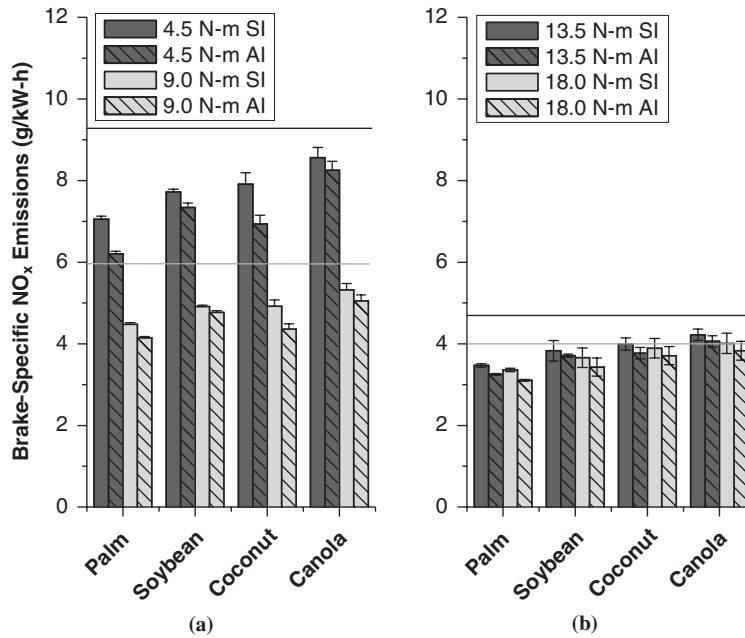 Brake-Specific NOx Emissions (g/kW-h)
12
10
8
6
4
2
0
4.5 N-m SI
4.5 N-m AI
9.0 N-m SI
9.0 N-m AI
Palm
Soybean
Coconut
Canola
(a)
12
10
8
6
4
2
0
13.5 N-m SI
13.5 N-m AI
18.0 N-m SI
18.0 N-m AI
Palm
Soybean
Coconut
Canola
(b)